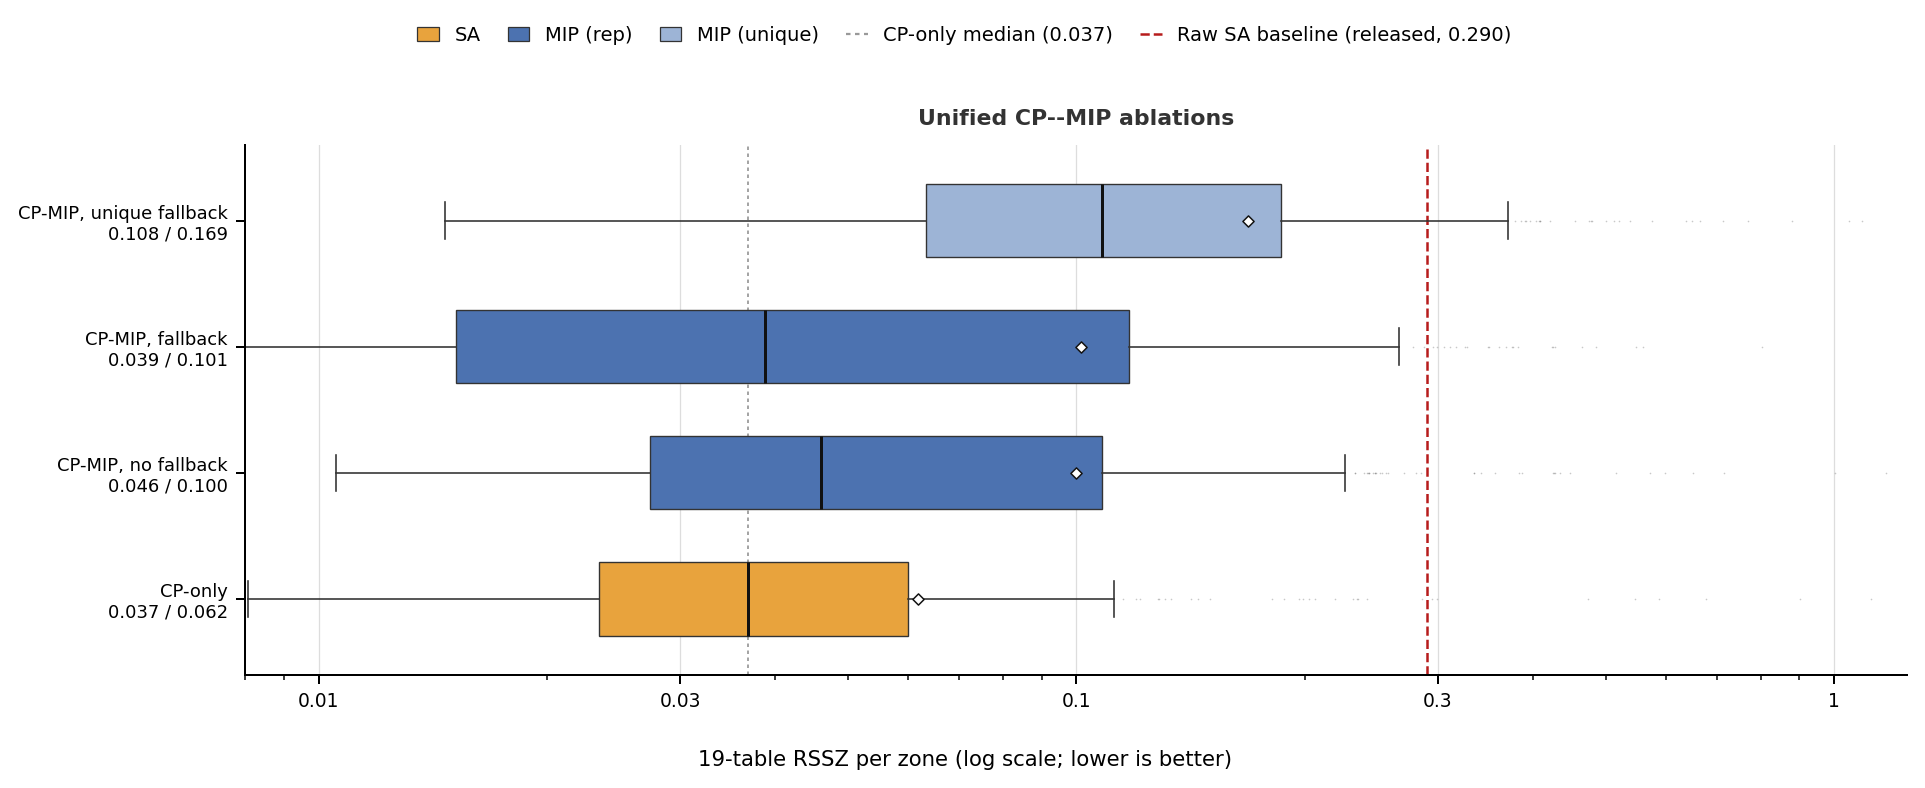 SA MIP (rep) MIP (unique) CP-only median (0.037) Raw SA baseline (released, 0.290)
Unified CP--MIP ablations
CP-MIP, unique fallback
0.108 / 0.169
CP-MIP, fallback
0.039 / 0.101
CP-MIP, no fallback
0.046 / 0.100
CP-only
0.037 / 0.062
0.01 0.03 0.1 0.3 1
19-table RSSZ per zone (log scale; lower is better)